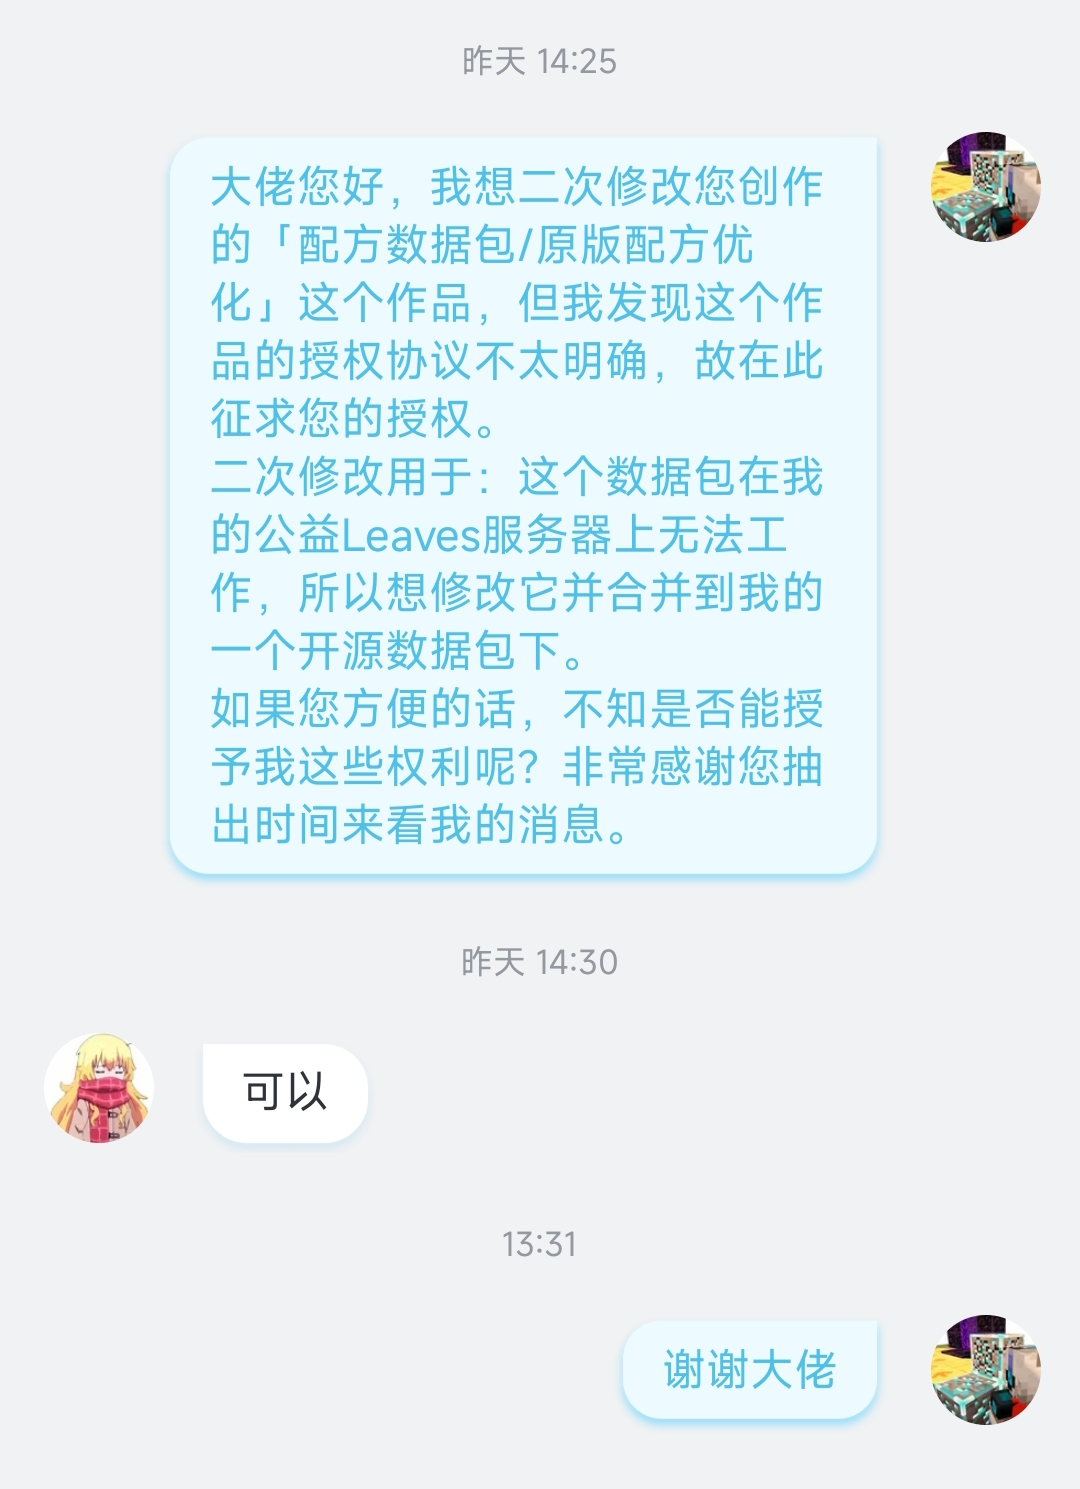 昨天 14:25
大佬您好，我想二次修改您创作
的「配方数据包/原版配方优
化」这个作品，但我发现这个作
品的授权协议不太明确，故在此
征求您的授权。
二次修改用于：这个数据包在我
的公益Leaves服务器上无法工
作，所以想修改它并合并到我的
一个开源数据包下。
如果您方便的话，不知是否能授
予我这些权利呢？非常感谢您抽
出时间来看我的消息。
昨天 14:30
可以
13:31
谢谢大佬